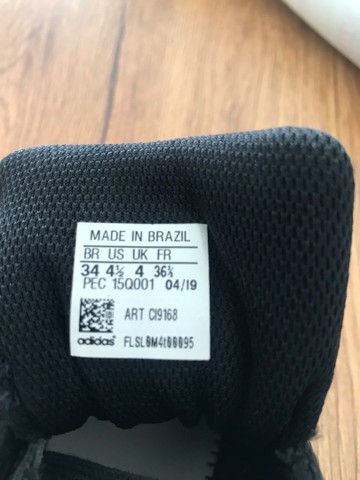 MADE IN BRAZIL
BR US UK FR
34 4½ 4 36⅔
PEC 15Q001 04/19
ART CI9168
adidas FLSL0M4100095